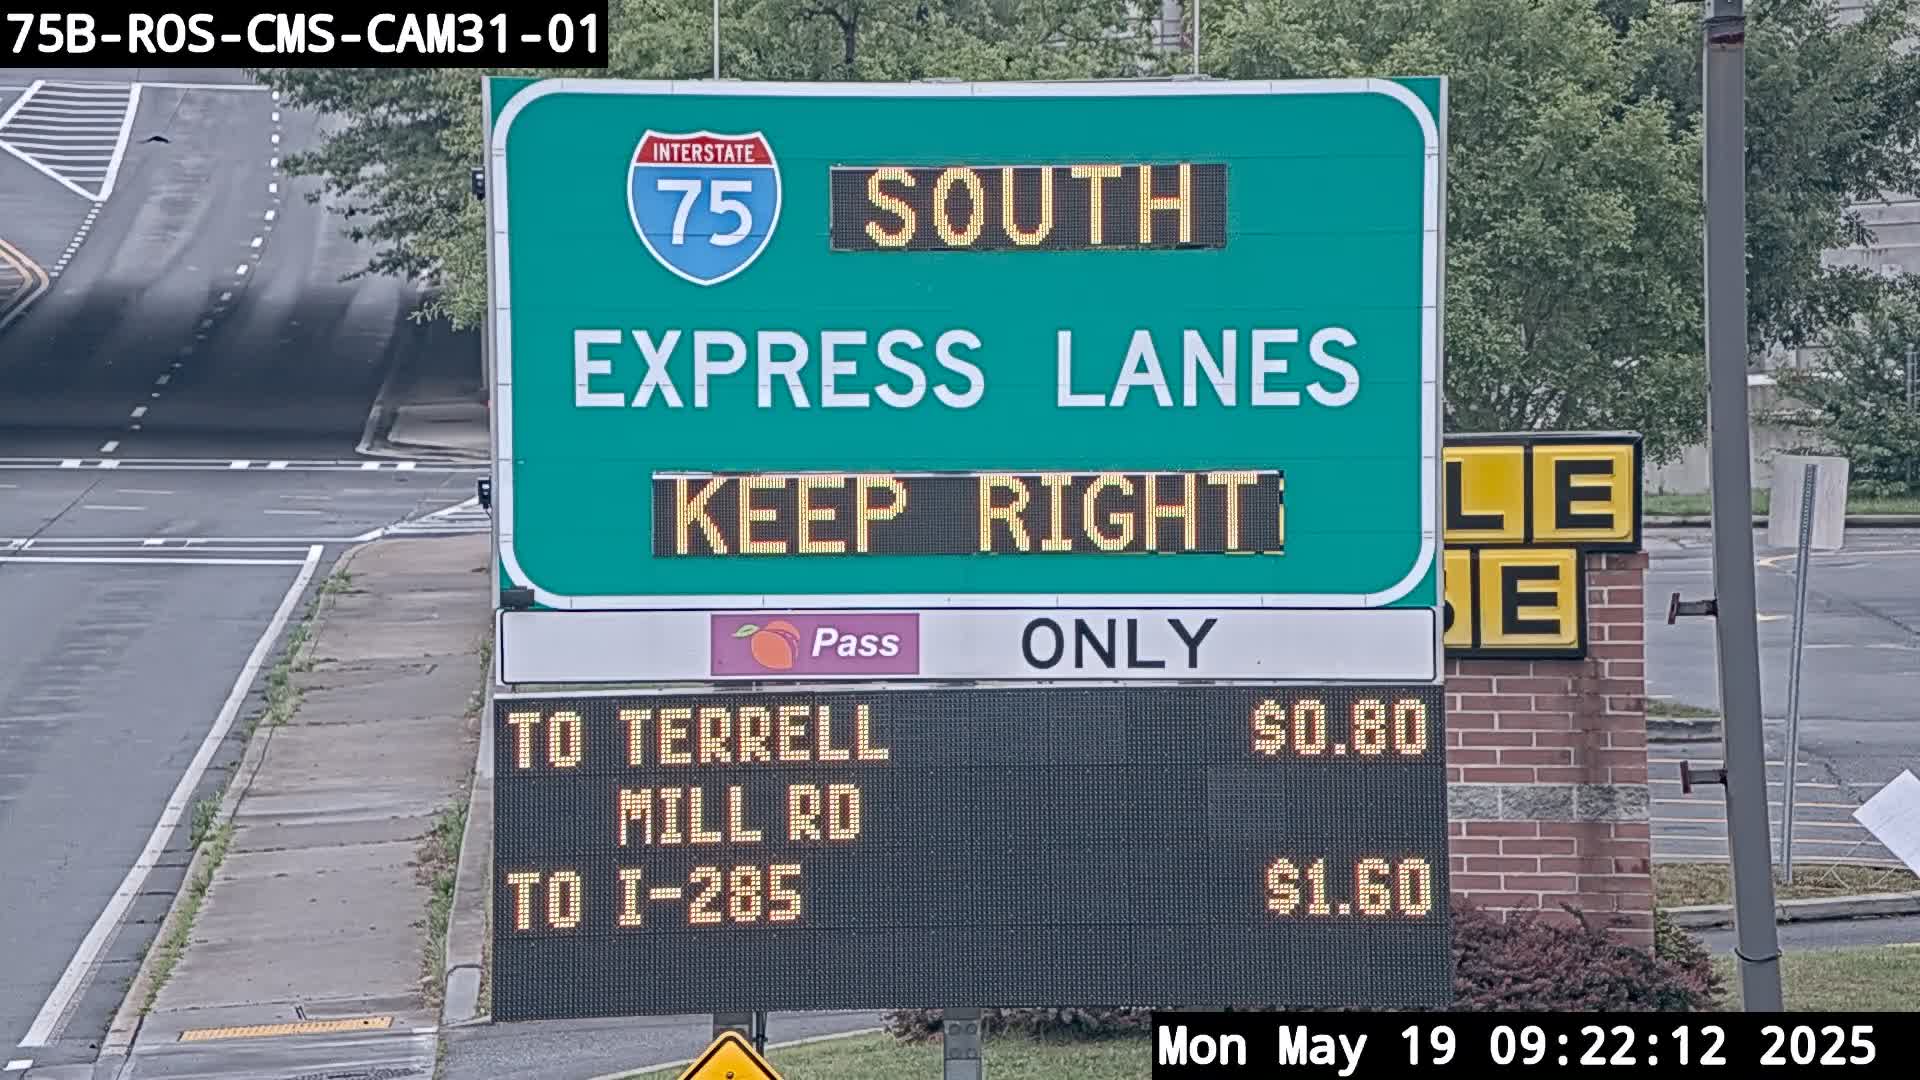 75B-ROS-CMS-CAM31-01
INTERSTATE
75
SOUTH
EXPRESS LANES
KEEP RIGHT
Pass ONLY
TO TERRELL $0.80
MILL RD
TO I-285 $1.60
LE
E
Mon May 19 09:22:12 2025